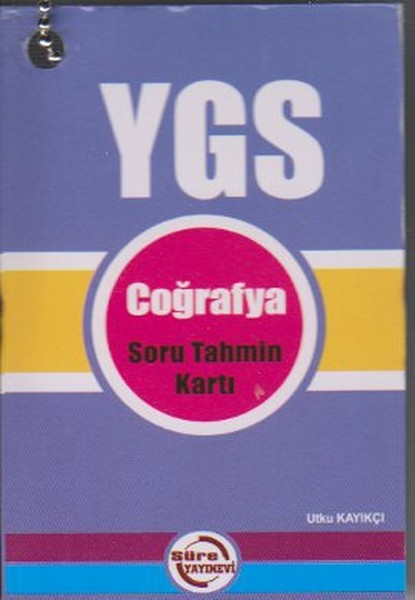 YGS
Coğrafya
Soru Tahmin
Kartı
Utku KAYIKÇI
Süre
YAYINEVİ